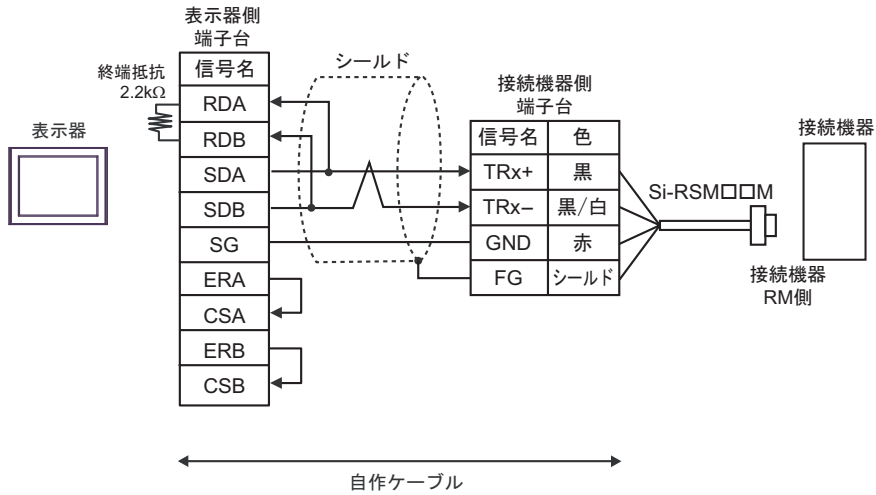 表示器側
端子台
終端抵抗
2.2kΩ
表示器
信号名
RDA
RDB
SDA
SDB
SG
ERA
CSA
ERB
CSB
シールド
接続機器側
端子台
信号名 色
TRx+ 黒
TRx− 黒/白
GND 赤
FG シールド
Si-RSM□□M
接続機器
接続機器
RM側
自作ケーブル